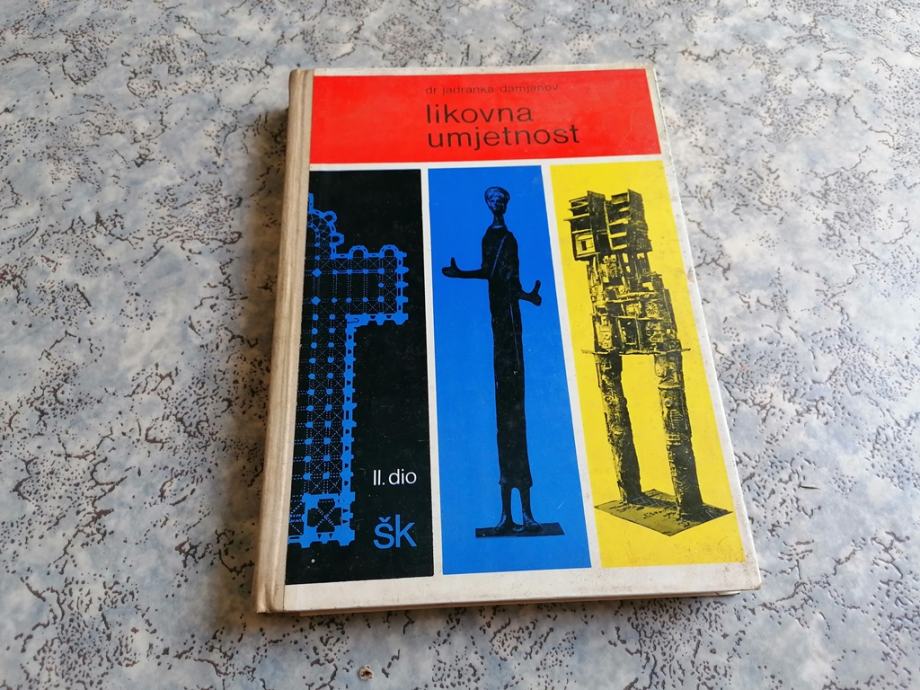 dr jadranka damjanov
likovna
umjetnost
II. dio
šk